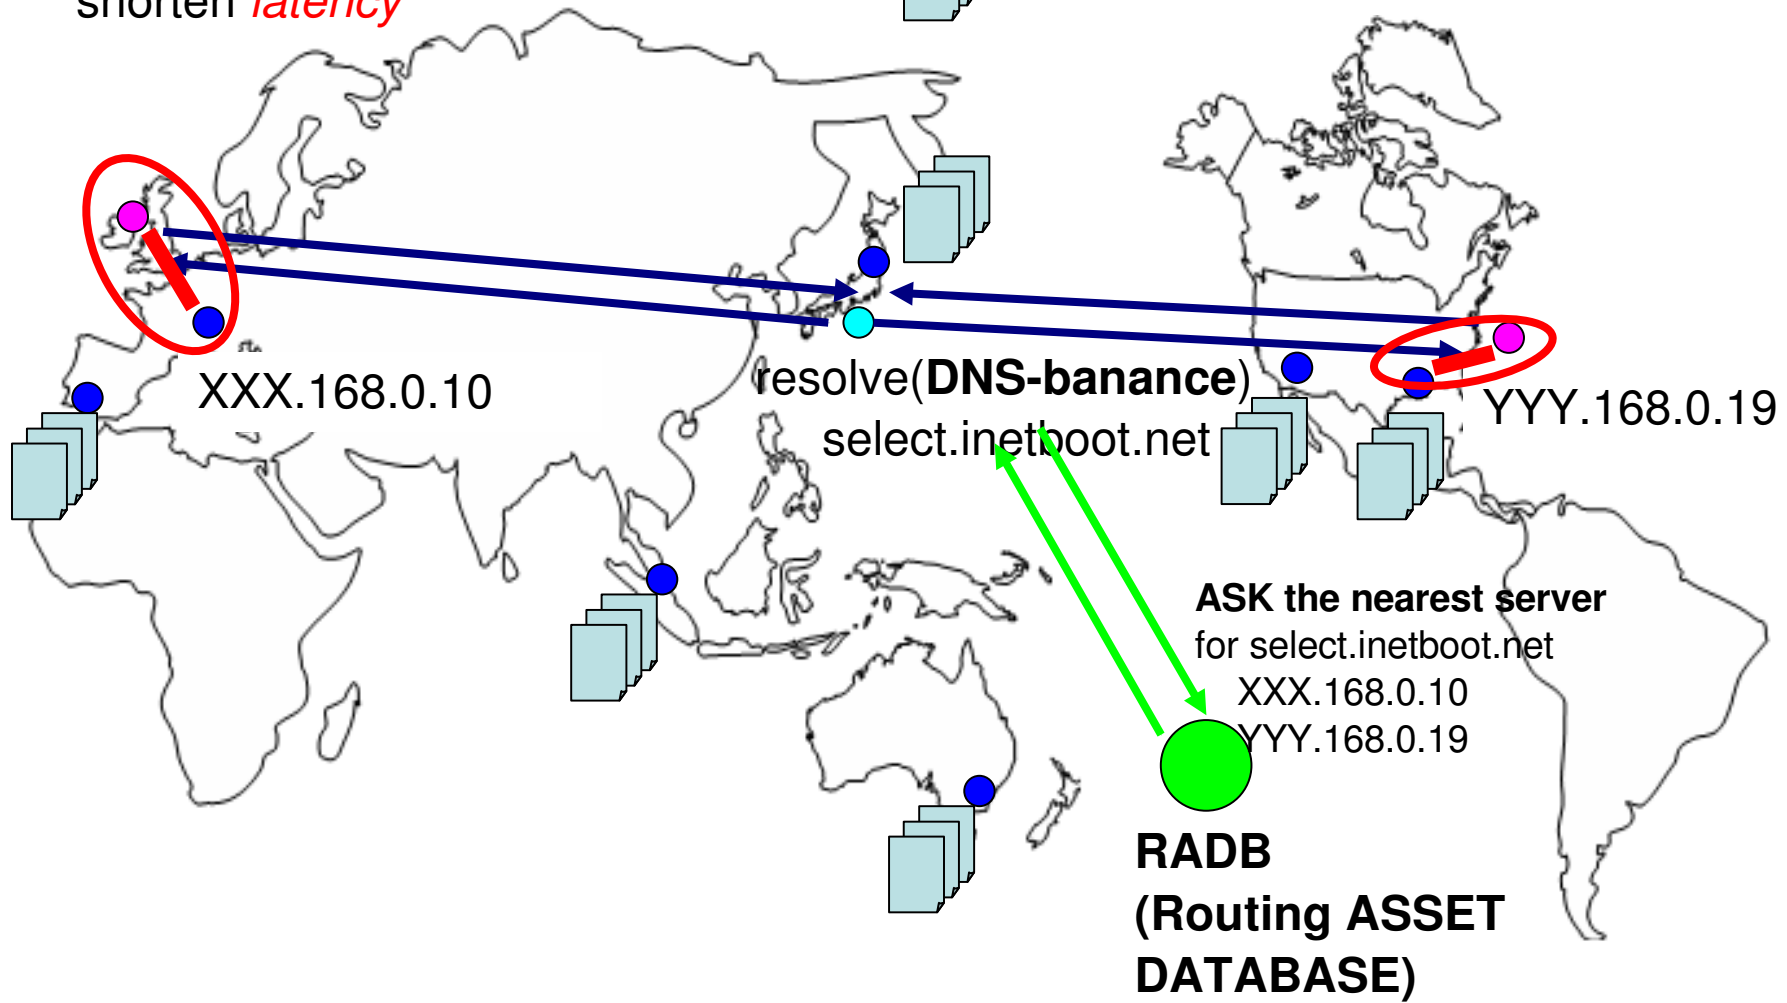 shorten latency
XXX.168.0.10
resolve(DNS-banance)
select.inetboot.net
YYY.168.0.19
ASK the nearest server
for select.inetboot.net
XXX.168.0.10
YYY.168.0.19
RADB
(Routing ASSET
DATABASE)